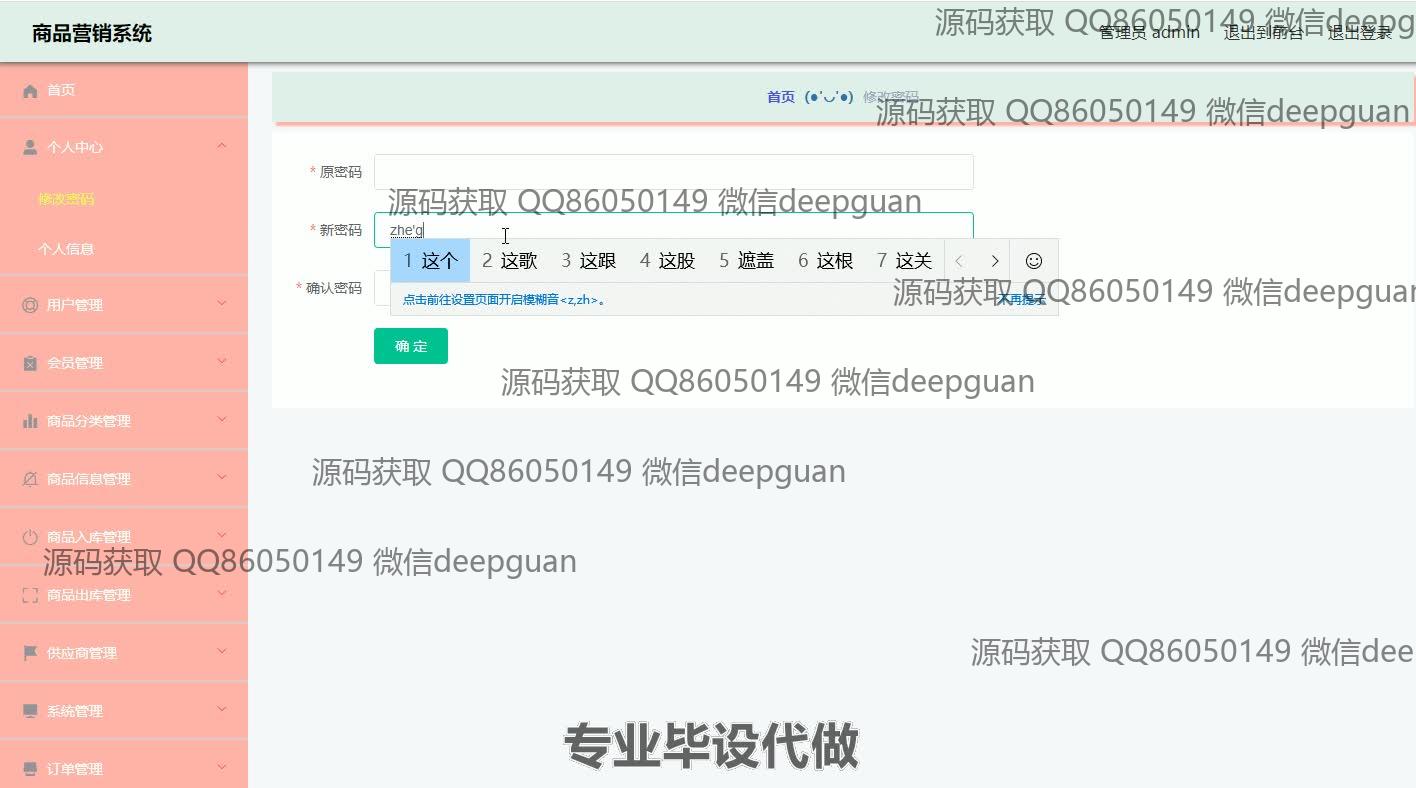 商品营销系统
管理员 admin 退出到前台 退出登录
源码获取 QQ86050149 微信deepg
首页
个人中心
修改密码
个人信息
用户管理
会员管理
商品分类管理
商品信息管理
商品入库管理
商品出库管理
供应商管理
系统管理
订单管理
首页 (●'◡'●) 修改密码
源码获取 QQ86050149 微信deepguan
* 原密码
源码获取 QQ86050149 微信deepguan
* 新密码 zhe'g
1 这个 2 这歌 3 这跟 4 这股 5 遮盖 6 这根 7 这关
* 确认密码
点击前往设置页面开启模糊音<z,zh>。 不再提示
源码获取 QQ86050149 微信deepguan
确 定
源码获取 QQ86050149 微信deepguan
源码获取 QQ86050149 微信deepguan
源码获取 QQ86050149 微信deepguan
源码获取 QQ86050149 微信dee
专业毕设代做